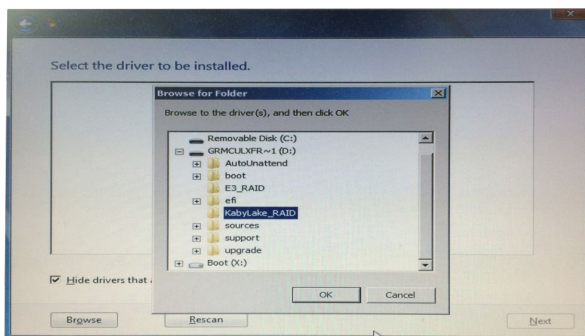 Select the driver to be installed.
Browse for Folder
Browse to the driver(s), and then click OK
Removable Disk (C:)
GRMCULXFR~1 (D:)
AutoUnattend
boot
E3_RAID
efi
KabyLake_RAID
sources
support
upgrade
Boot (X:)
Hide drivers that
OK Cancel
Browse Rescan Next